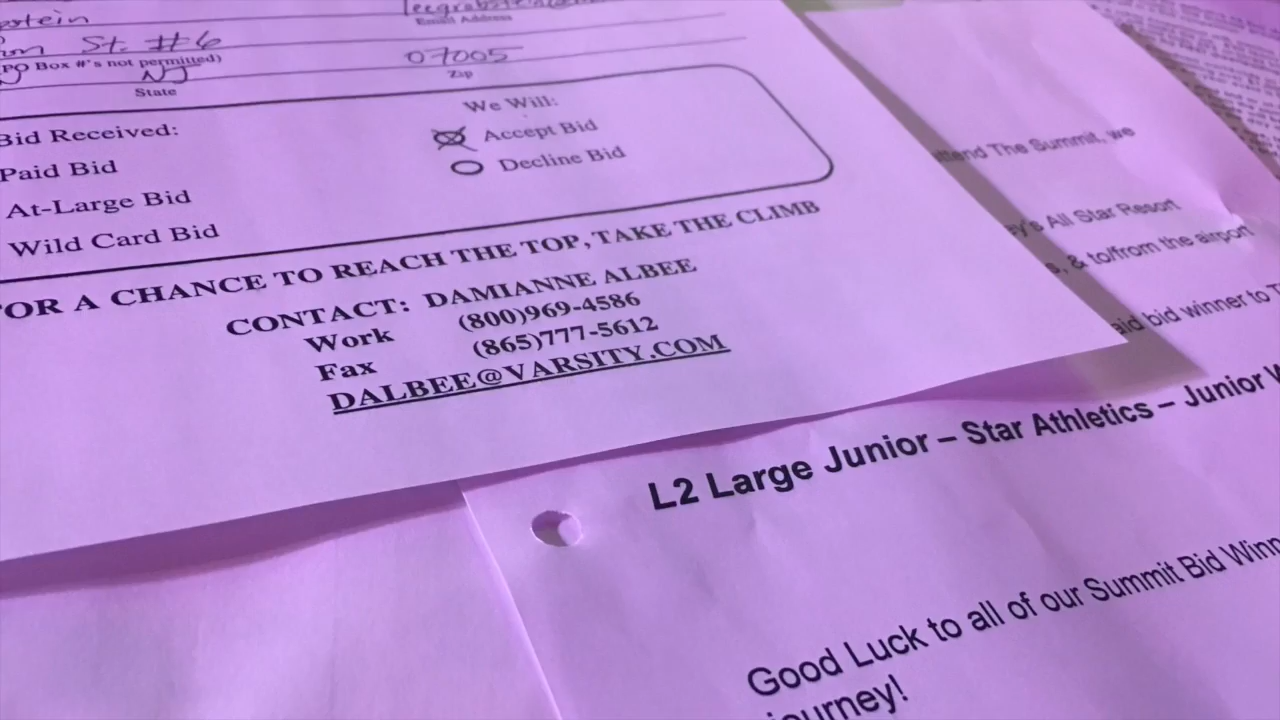 pstein
St. #6
(PO Box #'s not permitted)
Email Address
NJ
07005
State
Zip
Bid Received:
We Will:
Paid Bid
Accept Bid
At-Large Bid
Decline Bid
Wild Card Bid
FOR A CHANCE TO REACH THE TOP, TAKE THE CLIMB
CONTACT: DAMIANNE ALBEE
Work (800)969-4586
Fax (865)777-5612
DALBEE@VARSITY.COM
attend The Summit, we
y's All Star Resort
s, & to/from the airport
aid bid winner to T
L2 Large Junior – Star Athletics – Junior W
Good Luck to all of our Summit Bid Winn
journey!